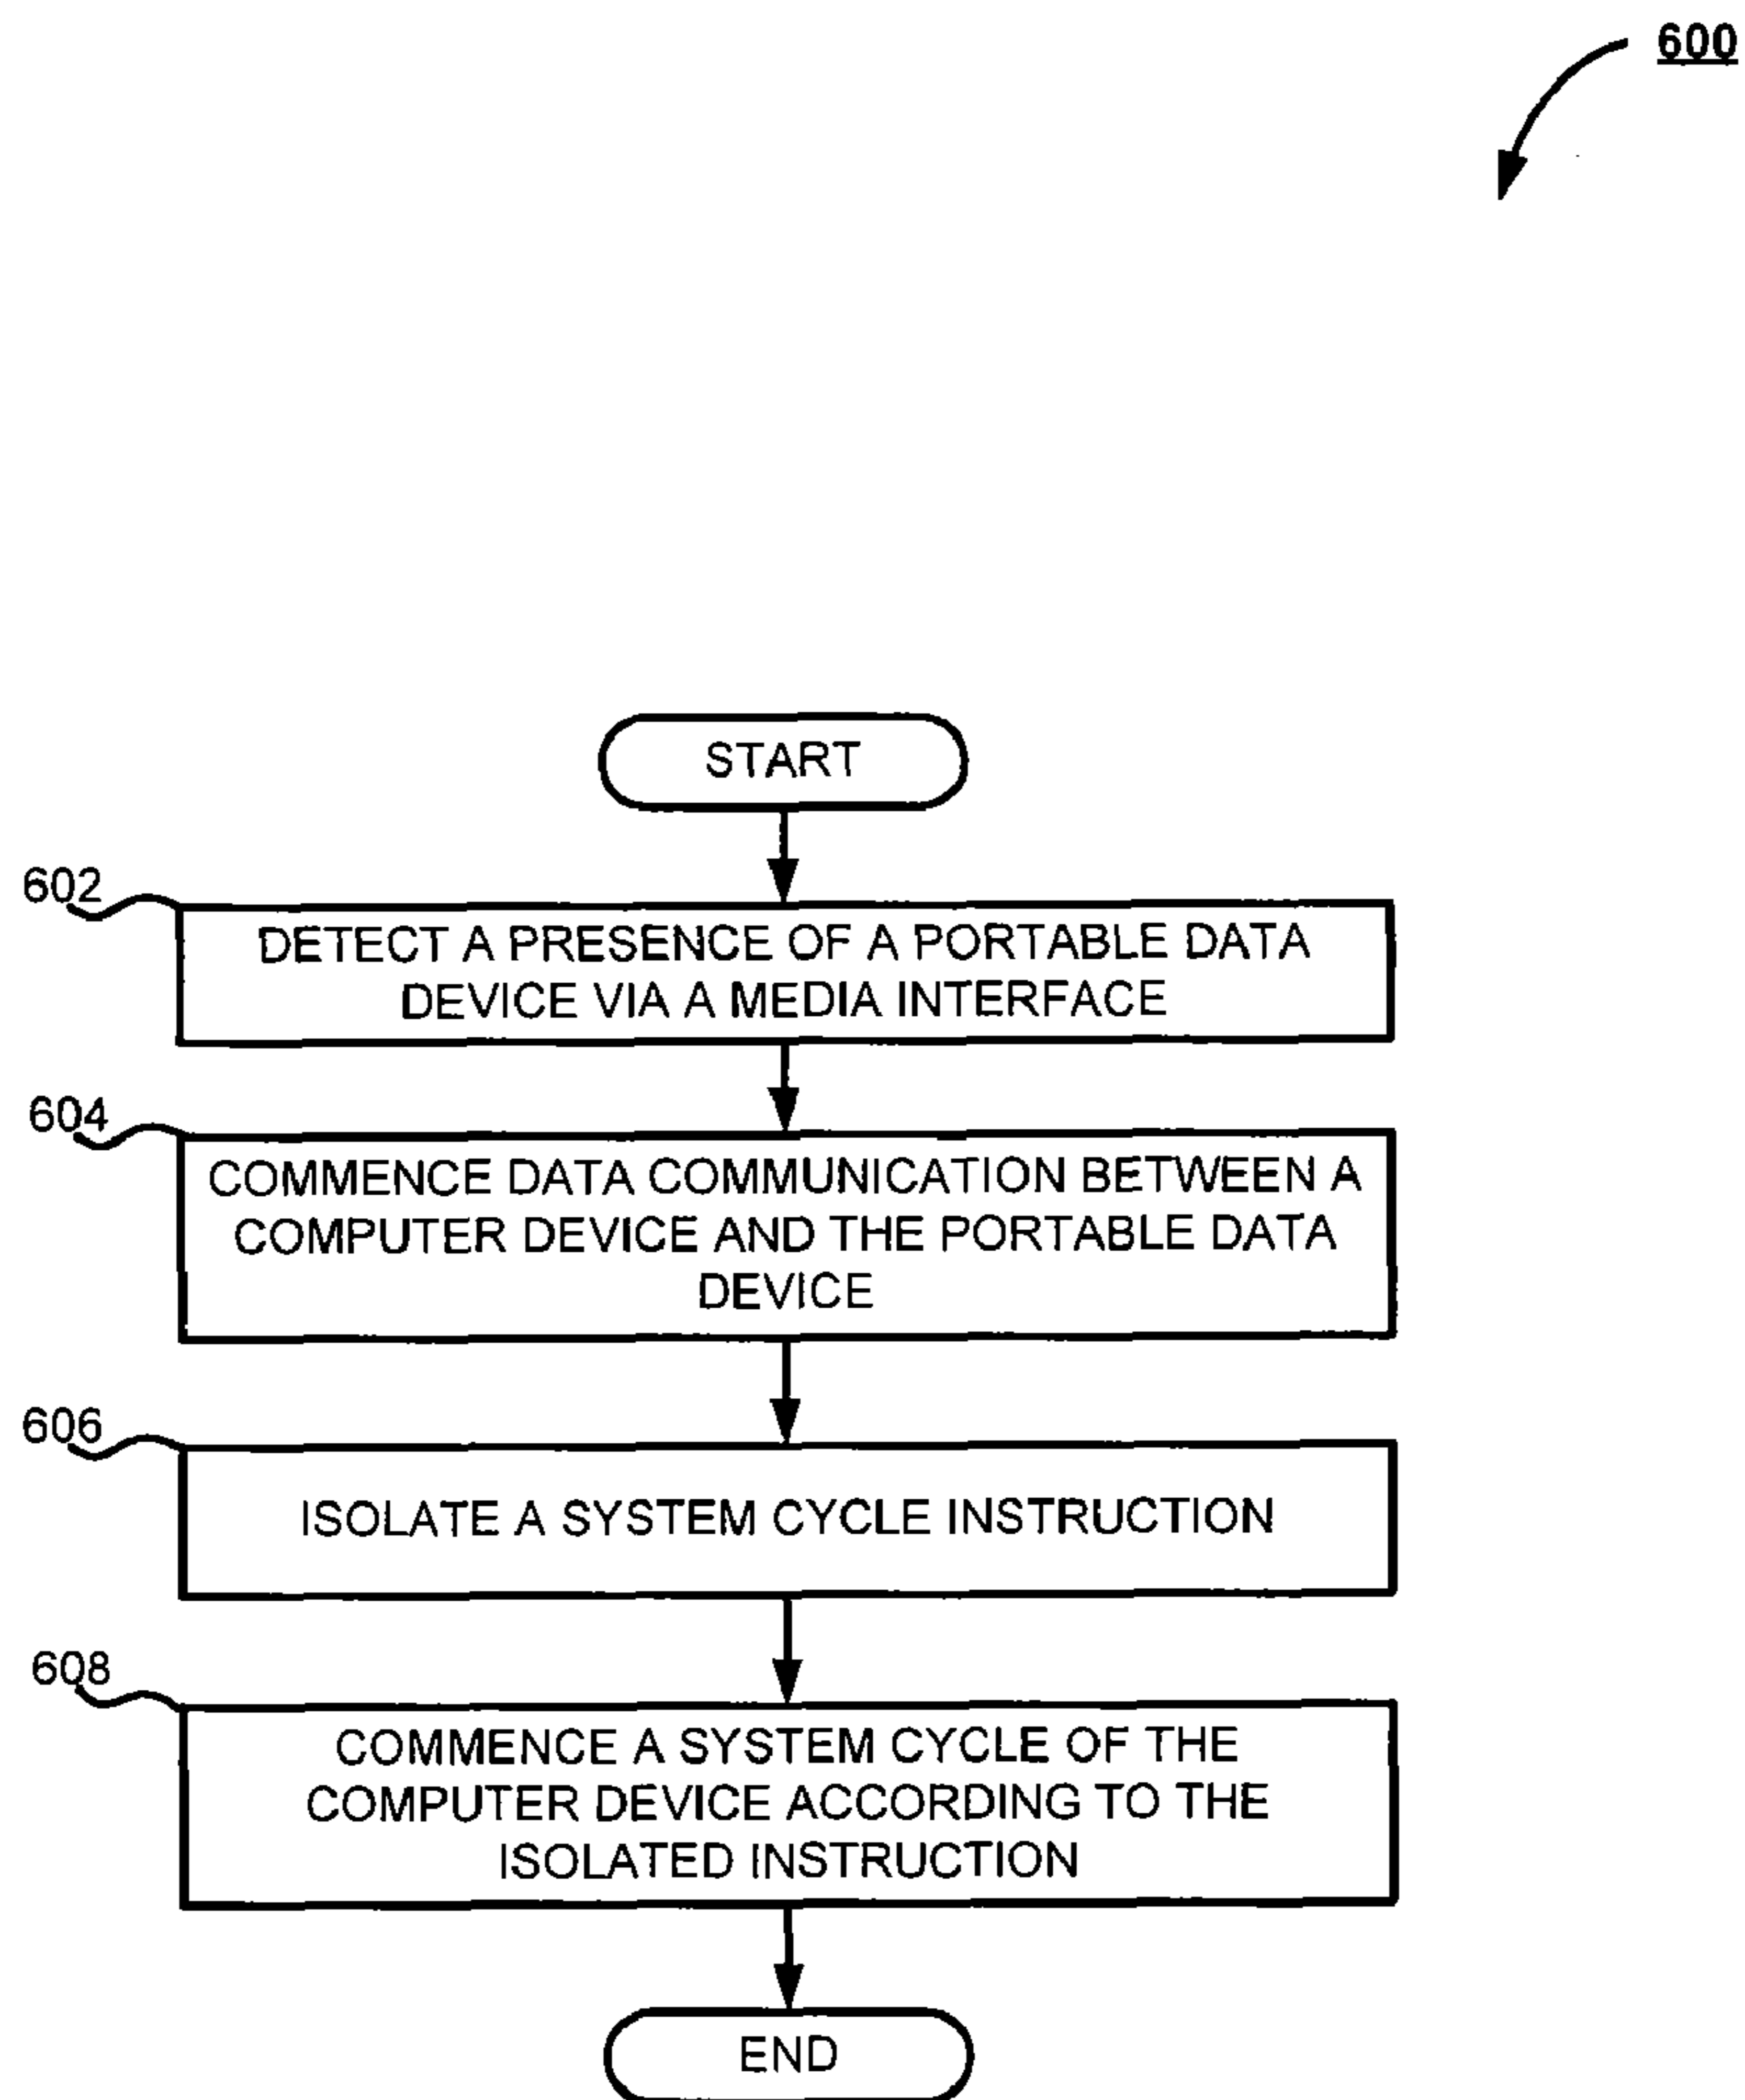 600
START
602
DETECT A PRESENCE OF A PORTABLE DATA
DEVICE VIA A MEDIA INTERFACE
604
COMMENCE DATA COMMUNICATION BETWEEN A
COMPUTER DEVICE AND THE PORTABLE DATA
DEVICE
606
ISOLATE A SYSTEM CYCLE INSTRUCTION
608
COMMENCE A SYSTEM CYCLE OF THE
COMPUTER DEVICE ACCORDING TO THE
ISOLATED INSTRUCTION
END